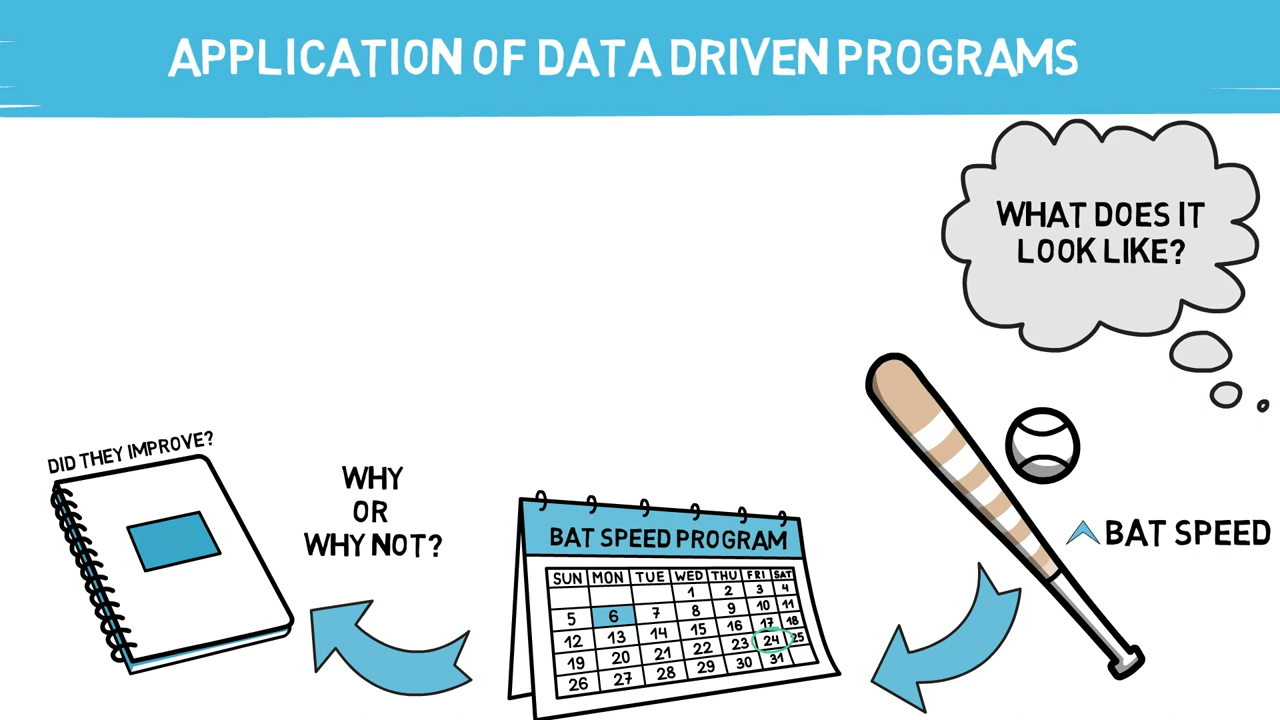 APPLICATION OF DATA DRIVEN PROGRAMS
WHAT DOES IT
LOOK LIKE?
DID THEY IMPROVE?
WHY
OR
WHY NOT?
BAT SPEED PROGRAM
SUN MON TUE WED THU FRI SAT
1 2 3 4
5 6 7 8 9 10 11
12 13 14 15 16 17 18
19 20 21 22 23 24 25
26 27 28 29 30 31
BAT SPEED